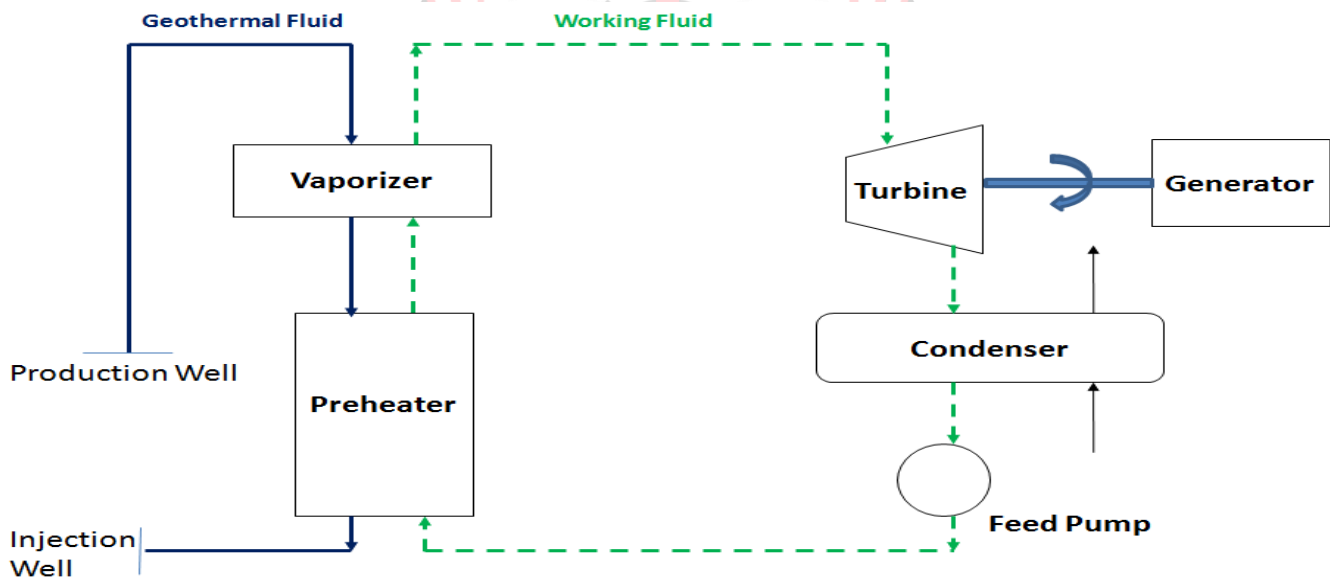 Geothermal Fluid
Working Fluid
Vaporizer
Turbine
Generator
Production Well
Preheater
Condenser
Injection
Well
Feed Pump